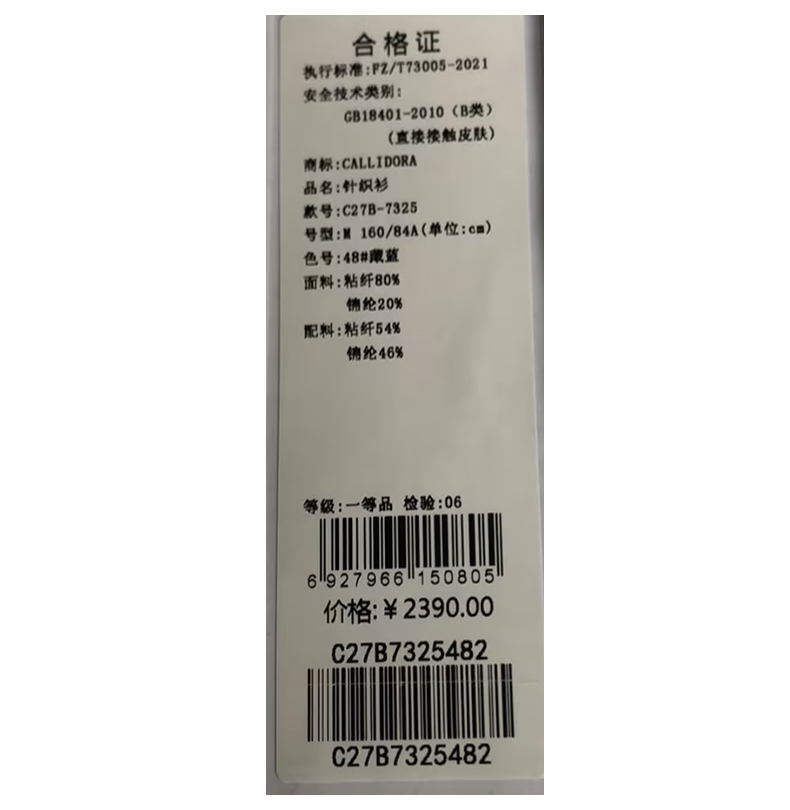 合格证
执行标准:FZ/T73005-2021
安全技术类别:
GB18401-2010（B类）
(直接接触皮肤)
商标:CALLIDORA
品名:针织衫
款号:C27B-7325
号型:M 160/84A(单位:cm)
色号:48#藏蓝
面料:粘纤80%
锦纶20%
配料:粘纤54%
锦纶46%
等级:一等品 检验:06
6 927966 150805
价格:￥2390.00
C27B7325482
C27B7325482